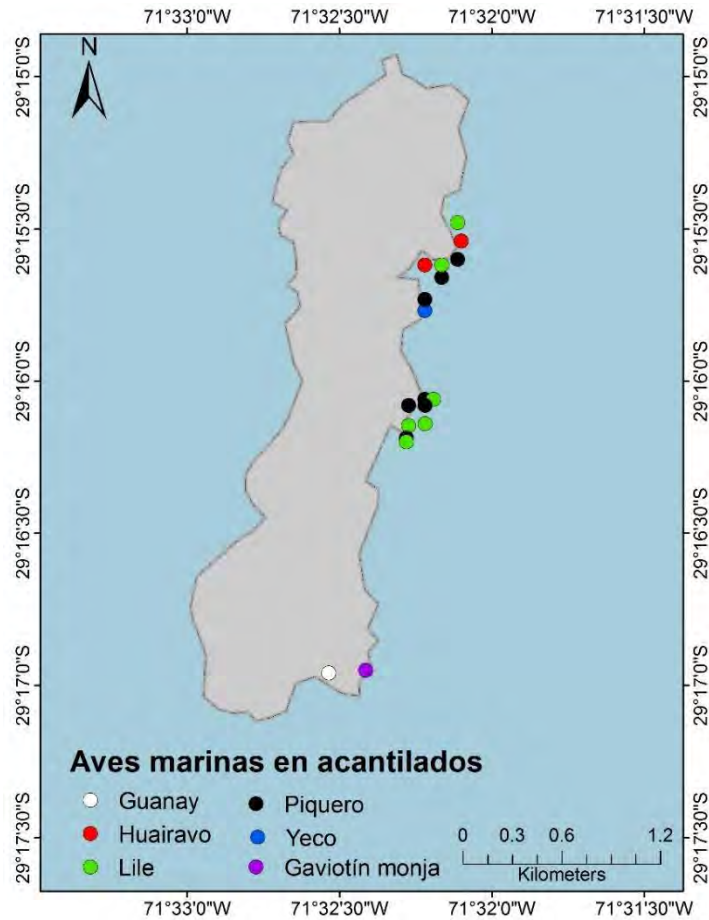 71°33'0"W 71°32'30"W 71°32'0"W 71°31'30"W
N
29°15'0"S 29°15'0"S
29°15'30"S 29°15'30"S
29°16'0"S 29°16'0"S
29°16'30"S 29°16'30"S
29°17'0"S 29°17'0"S
29°17'30"S 29°17'30"S
Aves marinas en acantilados
Guanay Piquero
Huairavo Yeco
Lile Gaviotín monja
0 0.3 0.6 1.2
Kilometers
71°33'0"W 71°32'30"W 71°32'0"W 71°31'30"W